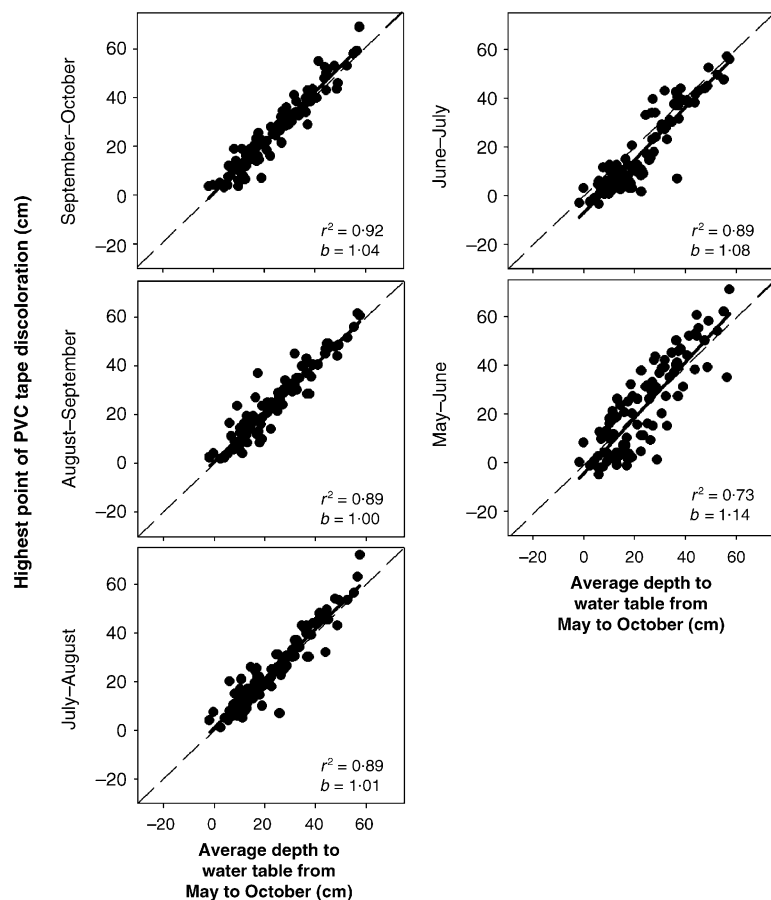 Highest point of PVC tape discoloration (cm)
September–October
60
40
20
0
−20
r² = 0·92
b = 1·04
August–September
60
40
20
0
−20
r² = 0·89
b = 1·00
July–August
60
40
20
0
−20
r² = 0·89
b = 1·01
−20 0 20 40 60
Average depth to
water table from
May to October (cm)
June–July
60
40
20
0
−20
r² = 0·89
b = 1·08
May–June
60
40
20
0
−20
r² = 0·73
b = 1·14
−20 0 20 40 60
Average depth to
water table from
May to October (cm)